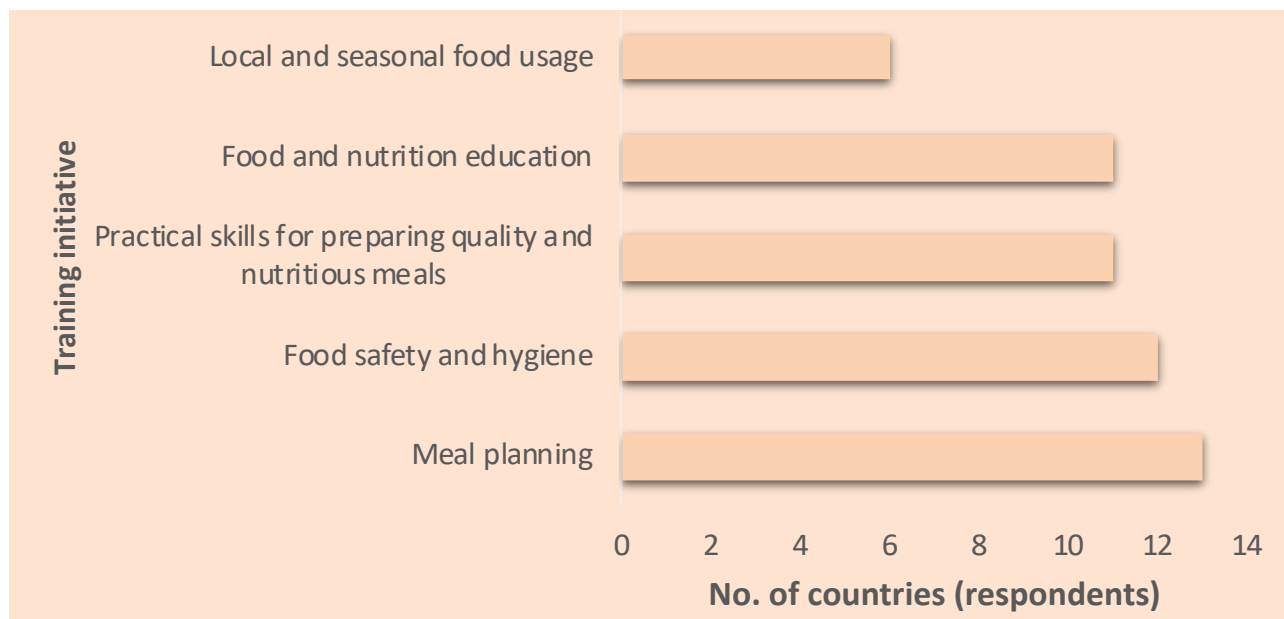 Training initiative
Local and seasonal food usage
Food and nutrition education
Practical skills for preparing quality and
nutritious meals
Food safety and hygiene
Meal planning
0 2 4 6 8 10 12 14
No. of countries (respondents)